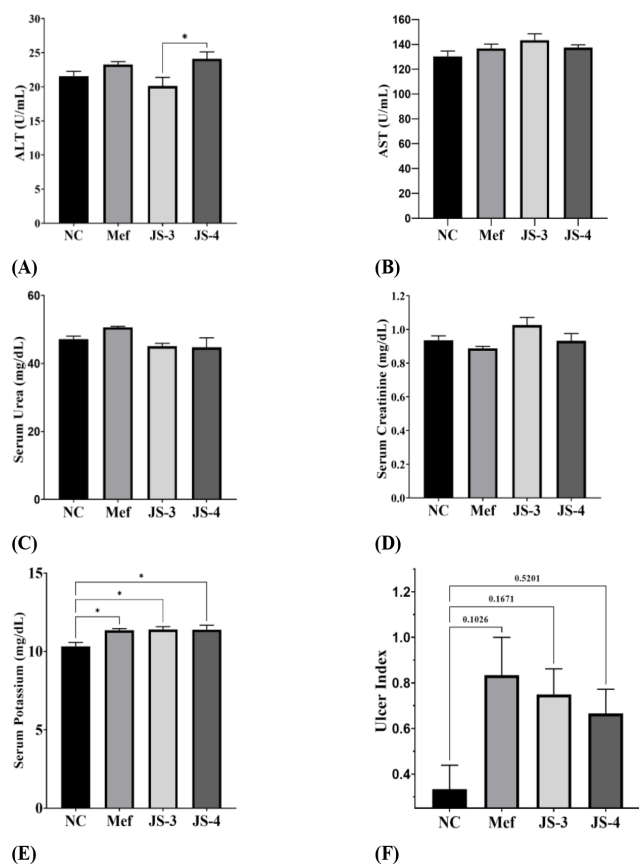 *
30
25
20
15
10
5
0
ALT (U/mL)
NC Mef JS-3 JS-4
(A)
160
140
120
100
80
60
40
20
0
AST (U/mL)
NC Mef JS-3 JS-4
(B)
60
40
20
0
Serum Urea (mg/dL)
NC Mef JS-3 JS-4
(C)
1.2
1.0
0.8
0.6
0.4
0.2
0.0
Serum Creatinine (mg/dL)
NC Mef JS-3 JS-4
(D)
*
*
*
15
10
5
0
Serum Potassium (mg/dL)
NC Mef JS-3 JS-4
(E)
0.5201
0.1671
0.1026
1.2
1.0
0.8
0.6
0.4
Ulcer Index
NC Mef JS-3 JS-4
(F)